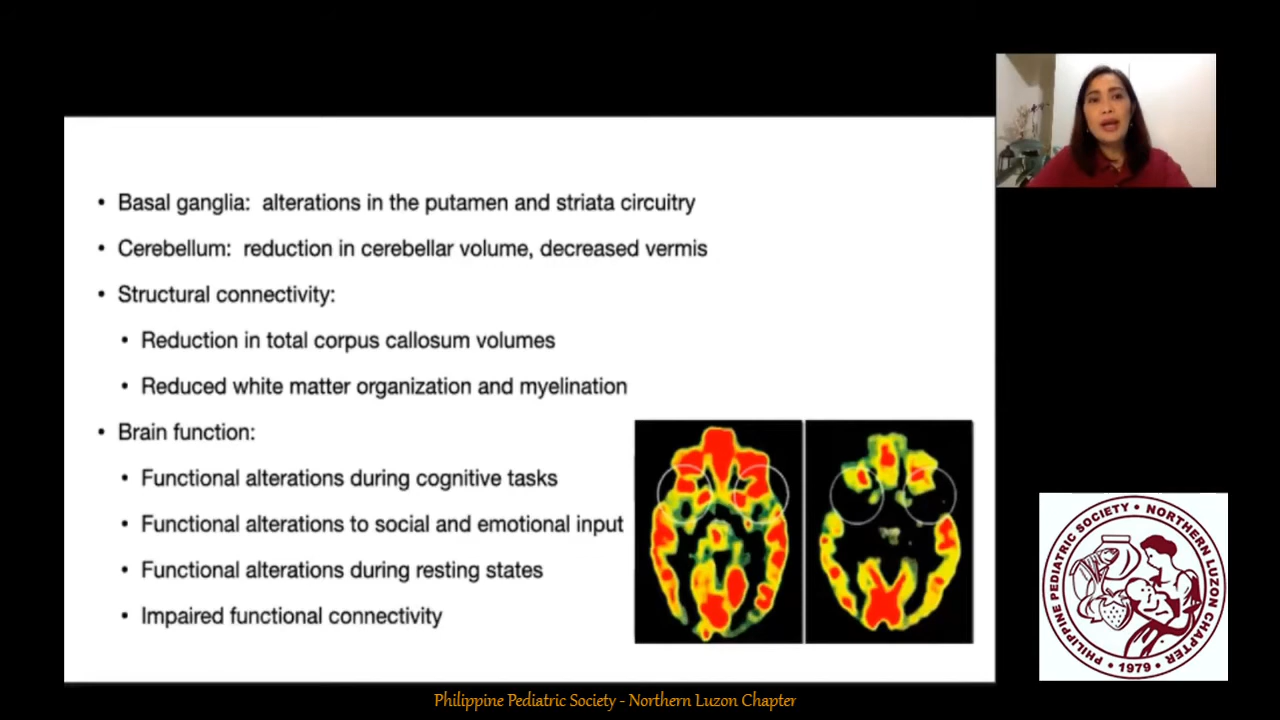 • Basal ganglia: alterations in the putamen and striata circuitry
• Cerebellum: reduction in cerebellar volume, decreased vermis
• Structural connectivity:
• Reduction in total corpus callosum volumes
• Reduced white matter organization and myelination
• Brain function:
• Functional alterations during cognitive tasks
• Functional alterations to social and emotional input
• Functional alterations during resting states
• Impaired functional connectivity
PHILIPPINE PEDIATRIC SOCIETY • NORTHERN LUZON CHAPTER
• 1979 •
Philippine Pediatric Society - Northern Luzon Chapter